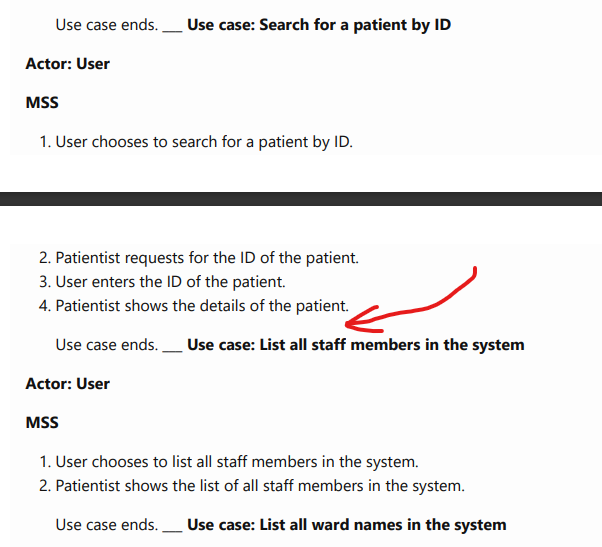 Use case ends. ___ Use case: Search for a patient by ID
Actor: User
MSS
1. User chooses to search for a patient by ID.
2. Patientist requests for the ID of the patient.
3. User enters the ID of the patient.
4. Patientist shows the details of the patient.
Use case ends. ___ Use case: List all staff members in the system
Actor: User
MSS
1. User chooses to list all staff members in the system.
2. Patientist shows the list of all staff members in the system.
Use case ends. ___ Use case: List all ward names in the system